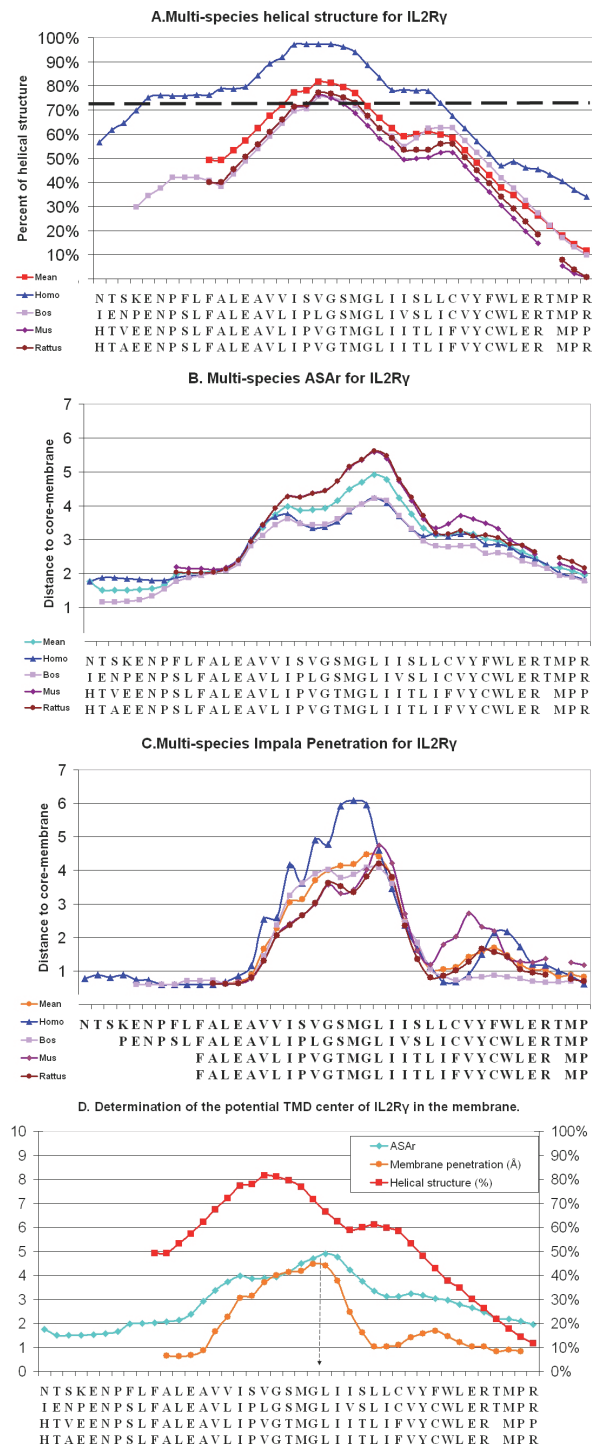 A.Multi-species helical structure for IL2Rγ
100%
90%
80%
70%
60%
50%
40%
30%
20%
10%
Percent of helical structure
Mean
Homo
Bos
Mus
Rattus
N T S K E N P F L F A L E A V V I S V G S M G L I I S L L C V Y F W L E R T M P R
I E N P E N P S L F A L E A V L I P L G S M G L I V S L I C V Y C W L E R T M P R
H T V E E N P S L F A L E A V L I P V G T M G L I I T L I F V Y C W L E R M P P
H T A E E N P S L F A L E A V L I P V G T M G L I I T L I F V Y C W L E R M P R
B. Multi-species ASAr for IL2Rγ
7
6
5
4
3
2
1
Distance to core-membrane
Mean
Homo
Bos
Mus
Rattus
N T S K E N P F L F A L E A V V I S V G S M G L I I S L L C V Y F W L E R T M P R
I E N P E N P S L F A L E A V L I P L G S M G L I V S L I C V Y C W L E R T M P R
H T V E E N P S L F A L E A V L I P V G T M G L I I T L I F V Y C W L E R M P P
H T A E E N P S L F A L E A V L I P V G T M G L I I T L I F V Y C W L E R M P R
C.Multi-species Impala Penetration for IL2Rγ
7
6
5
4
3
2
1
Distance to core-membrane
Mean
Homo
Bos
Mus
Rattus
N T S K E N P F L F A L E A V V I S V G S M G L I I S L L C V Y F W L E R T M P
P E N P S L F A L E A V L I P L G S M G L I V S L I C V Y C W L E R T M P
F A L E A V L I P V G T M G L I I T L I F V Y C W L E R M P
F A L E A V L I P V G T M G L I I T L I F V Y C W L E R M P
D. Determination of the potential TMD center of IL2Rγ in the membrane.
10
9
8
7
6
5
4
3
2
1
0
100%
90%
80%
70%
60%
50%
40%
30%
20%
10%
0%
ASAr
Membrane penetration (Å)
Helical structure (%)
N T S K E N P F L F A L E A V V I S V G S M G L I I S L L C V Y F W L E R T M P R
I E N P E N P S L F A L E A V L I P L G S M G L I V S L I C V Y C W L E R T M P R
H T V E E N P S L F A L E A V L I P V G T M G L I I T L I F V Y C W L E R M P P
H T A E E N P S L F A L E A V L I P V G T M G L I I T L I F V Y C W L E R M P R